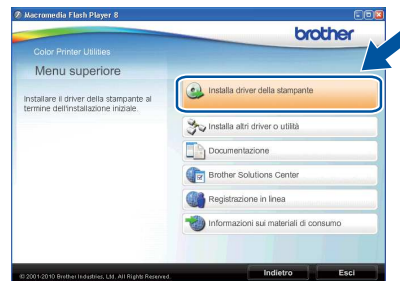 Macromedia Flash Player 8
brother
Color Printer Utilities
Menu superiore
Installare il driver della stampante al
termine dell'installazione iniziale.
Installa driver della stampante
Installa altri driver o utilità
Documentazione
Brother Solutions Center
Registrazione in linea
Informazioni sui materiali di consumo
© 2001-2010 Brother Industries, Ltd. All Rights Reserved.
Indietro
Esci